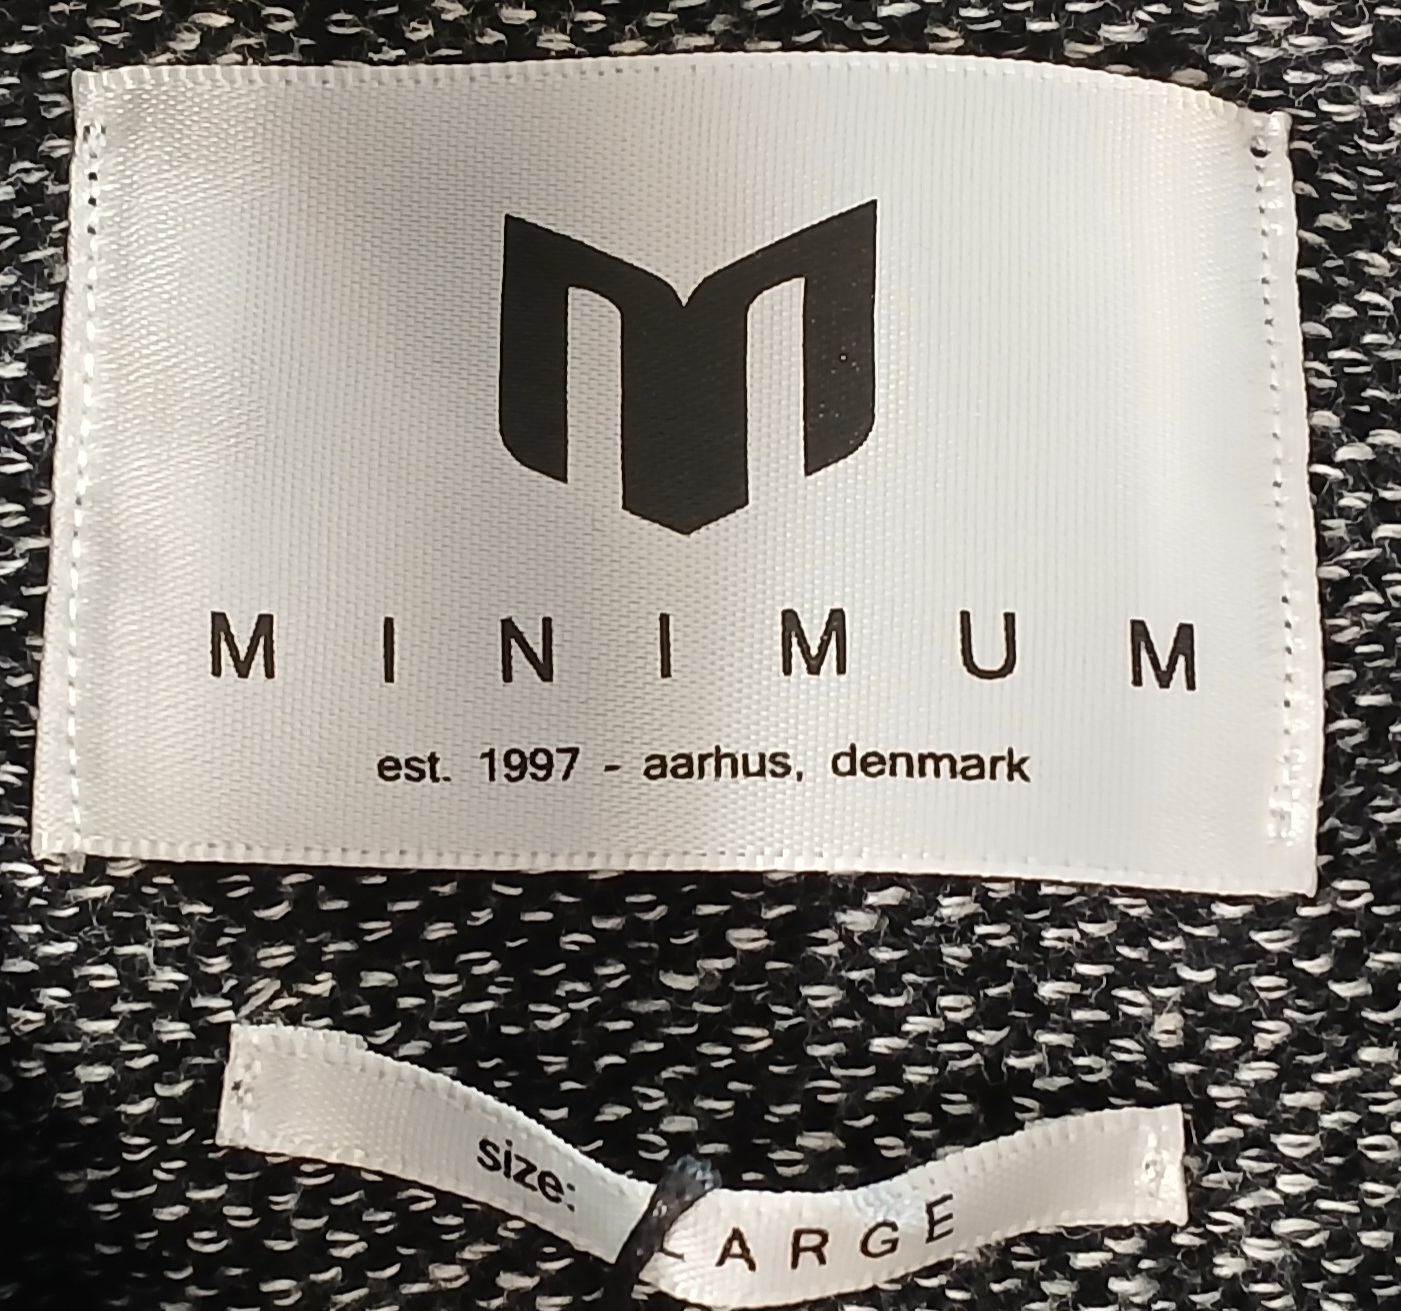 M
MINIMUM
est. 1997 - aarhus, denmark
size: LARGE